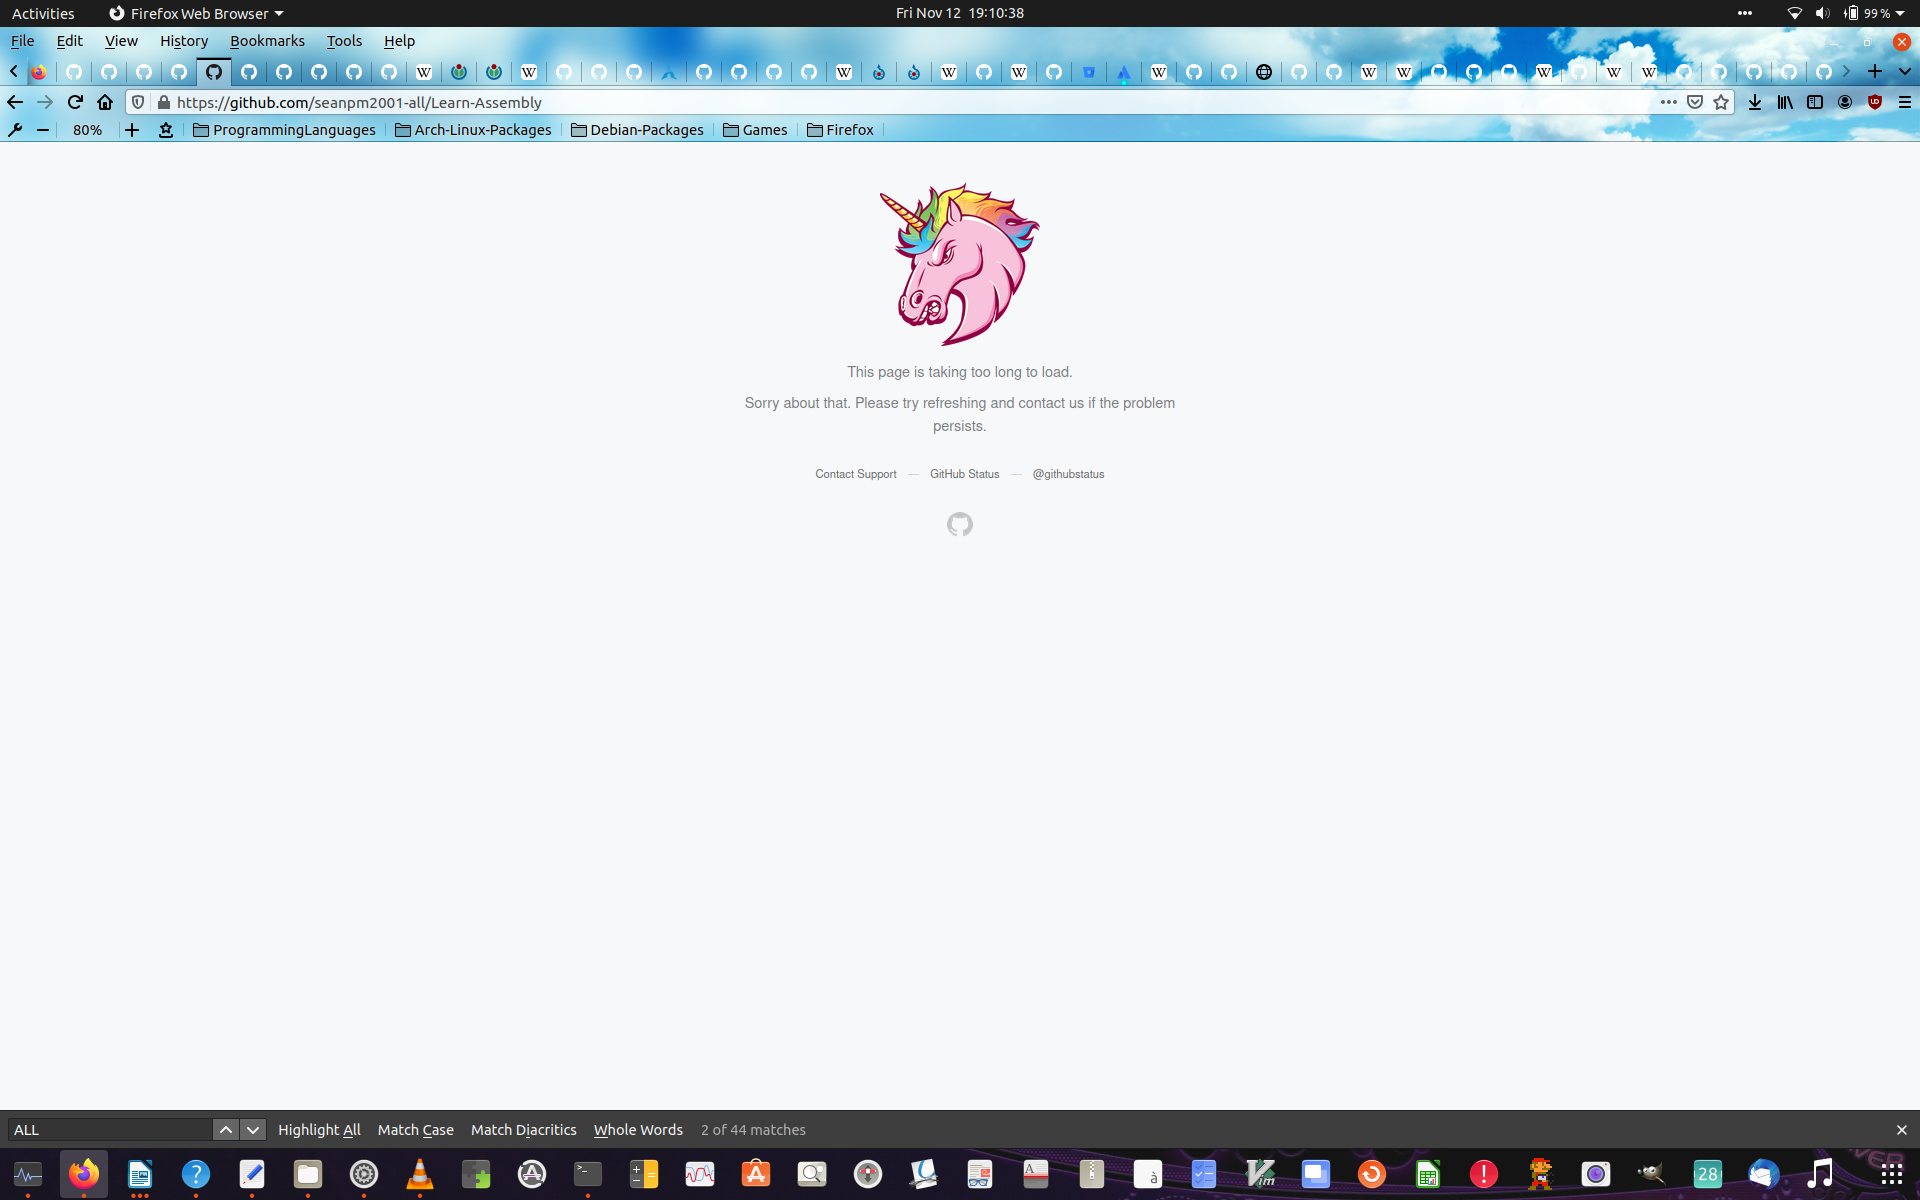 Activities Firefox Web Browser Fri Nov 12 19:10:38 99 %
File Edit View History Bookmarks Tools Help
https://github.com/seanpm2001-all/Learn-Assembly
80% ProgrammingLanguages Arch-Linux-Packages Debian-Packages Games Firefox
This page is taking too long to load.
Sorry about that. Please try refreshing and contact us if the problem
persists.
Contact Support — GitHub Status — @githubstatus
ALL Highlight All Match Case Match Diacritics Whole Words 2 of 44 matches
28